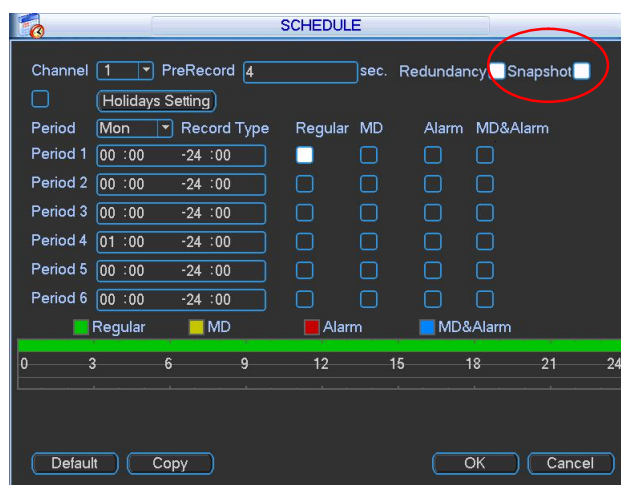 SCHEDULE
Channel 1 PreRecord 4 sec. Redundancy Snapshot
Holidays Setting
Period Mon Record Type Regular MD Alarm MD&Alarm
Period 1 00 :00 -24 :00
Period 2 00 :00 -24 :00
Period 3 00 :00 -24 :00
Period 4 01 :00 -24 :00
Period 5 00 :00 -24 :00
Period 6 00 :00 -24 :00
Regular MD Alarm MD&Alarm
0 3 6 9 12 15 18 21 24
Default Copy OK Cancel